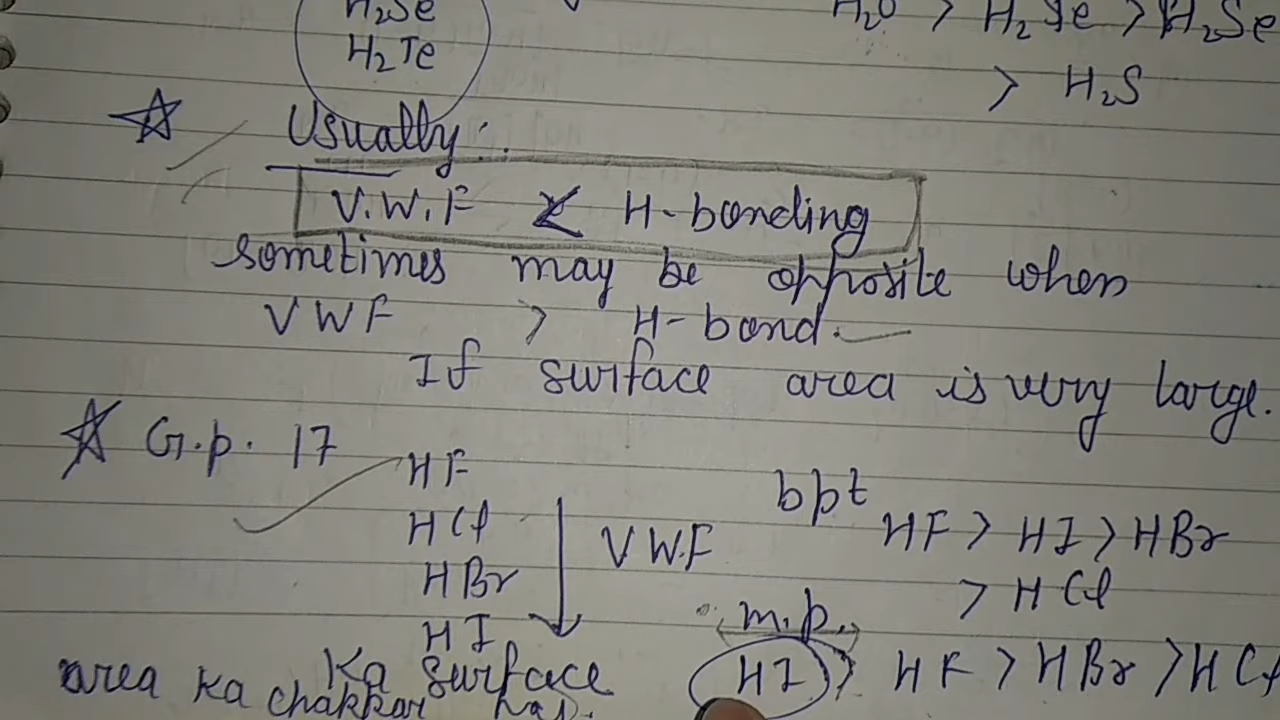 H₂Se
H₂O > H₂Te > H₂Se
H₂Te
> H₂S
Usually:
V.W.F < H-bonding
sometimes may be opposite when
VWF > H-bond.
If surface area is very large.
G.p. 17
HF
HCl
HBr
HI
VW.F
bpt
HF > HI > HBr
> HCl
m.p.
HI > HF > HBr > HCl
Ka surface
area ka chakkar hai.